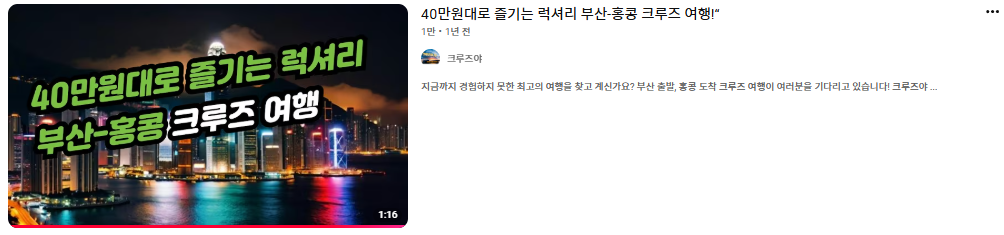 40만원대로 즐기는 럭셔리
부산-홍콩 크루즈 여행
1:16
40만원대로 즐기는 럭셔리 부산-홍콩 크루즈 여행!“
1만 • 1년 전
크루즈야
지금까지 경험하지 못한 최고의 여행을 찾고 계신가요? 부산 출발, 홍콩 도착 크루즈 여행이 여러분을 기다리고 있습니다! 크루즈야 ...